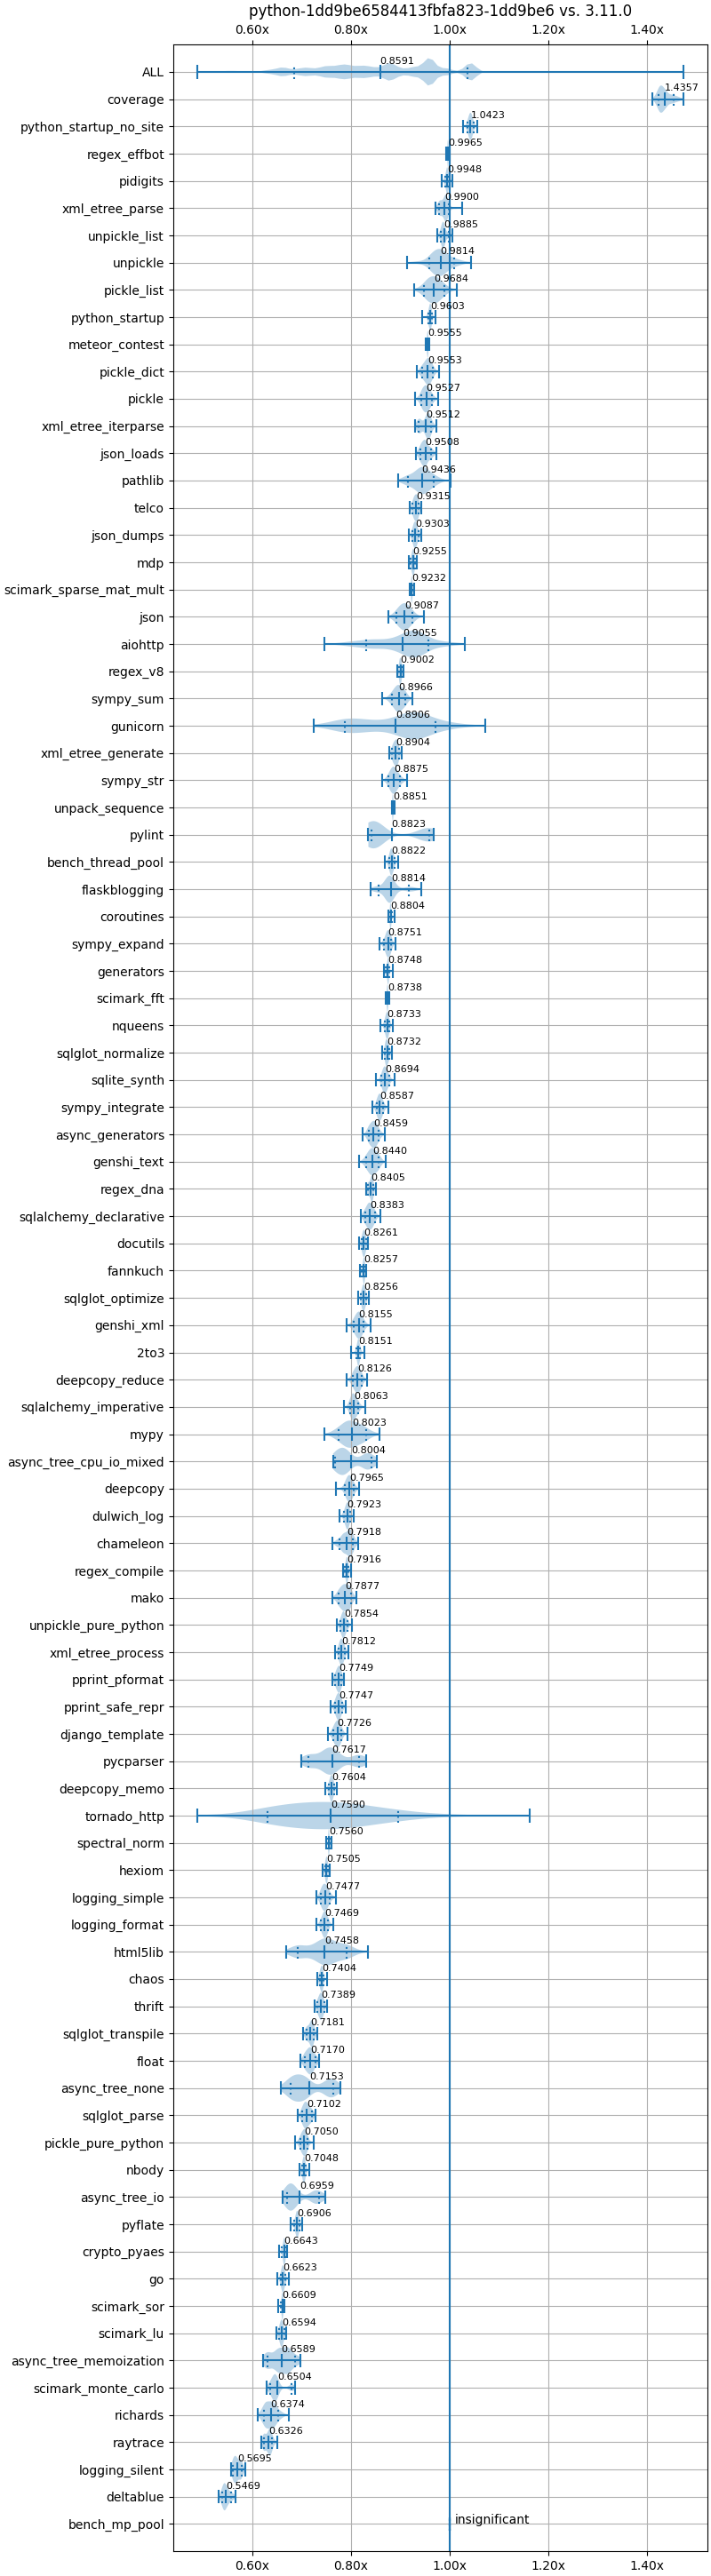 python-1dd9be6584413fbfa823-1dd9be6 vs. 3.11.0
0.60x 0.80x 1.00x 1.20x 1.40x
ALL 0.8591
coverage 1.4357
python_startup_no_site 1.0423
regex_effbot 0.9965
pidigits 0.9948
xml_etree_parse 0.9900
unpickle_list 0.9885
unpickle 0.9814
pickle_list 0.9684
python_startup 0.9603
meteor_contest 0.9555
pickle_dict 0.9553
pickle 0.9527
xml_etree_iterparse 0.9512
json_loads 0.9508
pathlib 0.9436
telco 0.9315
json_dumps 0.9303
mdp 0.9255
scimark_sparse_mat_mult 0.9232
json 0.9087
aiohttp 0.9055
regex_v8 0.9002
sympy_sum 0.8966
gunicorn 0.8906
xml_etree_generate 0.8904
sympy_str 0.8875
unpack_sequence 0.8851
pylint 0.8823
bench_thread_pool 0.8822
flaskblogging 0.8814
coroutines 0.8804
sympy_expand 0.8751
generators 0.8748
scimark_fft 0.8738
nqueens 0.8733
sqlglot_normalize 0.8732
sqlite_synth 0.8694
sympy_integrate 0.8587
async_generators 0.8459
genshi_text 0.8440
regex_dna 0.8405
sqlalchemy_declarative 0.8383
docutils 0.8261
fannkuch 0.8257
sqlglot_optimize 0.8256
genshi_xml 0.8155
2to3 0.8151
deepcopy_reduce 0.8126
sqlalchemy_imperative 0.8063
mypy 0.8023
async_tree_cpu_io_mixed 0.8004
deepcopy 0.7965
dulwich_log 0.7923
chameleon 0.7918
regex_compile 0.7916
mako 0.7877
unpickle_pure_python 0.7854
xml_etree_process 0.7812
pprint_pformat 0.7749
pprint_safe_repr 0.7747
django_template 0.7726
pycparser 0.7617
deepcopy_memo 0.7604
tornado_http 0.7590
spectral_norm 0.7560
hexiom 0.7505
logging_simple 0.7477
logging_format 0.7469
html5lib 0.7458
chaos 0.7404
thrift 0.7389
sqlglot_transpile 0.7181
float 0.7170
async_tree_none 0.7153
sqlglot_parse 0.7102
pickle_pure_python 0.7050
nbody 0.7048
async_tree_io 0.6959
pyflate 0.6906
crypto_pyaes 0.6643
go 0.6623
scimark_sor 0.6609
scimark_lu 0.6594
async_tree_memoization 0.6589
scimark_monte_carlo 0.6504
richards 0.6374
raytrace 0.6326
logging_silent 0.5695
deltablue 0.5469
bench_mp_pool insignificant
0.60x 0.80x 1.00x 1.20x 1.40x